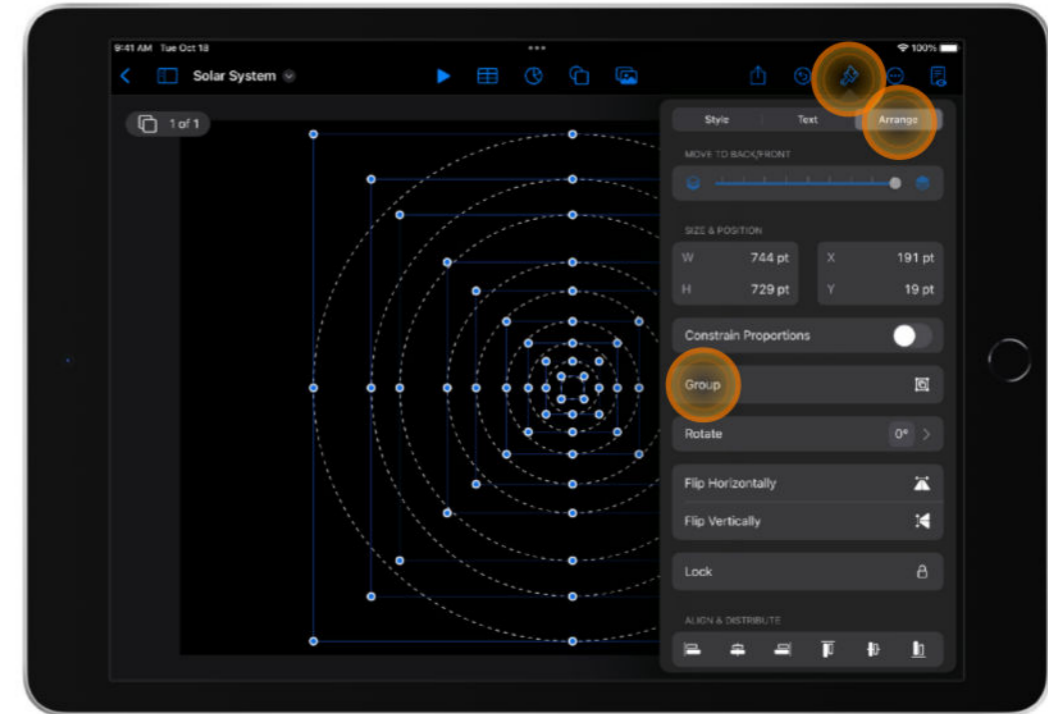 9:41 AM Tue Oct 18
100%
Solar System
1 of 1
Style Text Arrange
MOVE TO BACK/FRONT
SIZE & POSITION
W 744 pt X 191 pt
H 729 pt Y 19 pt
Constrain Proportions
Group
Rotate 0°
Flip Horizontally
Flip Vertically
Lock
ALIGN & DISTRIBUTE